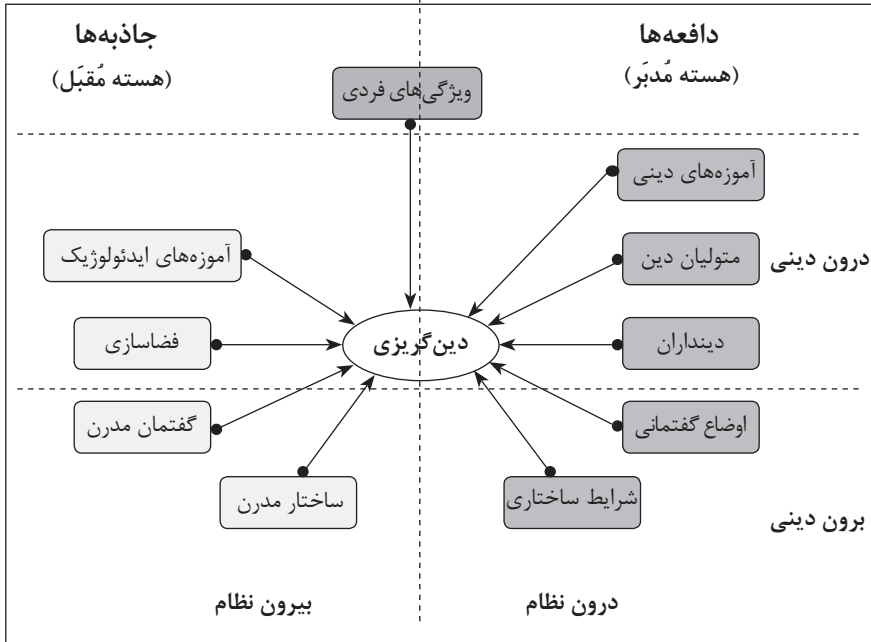 دافعه‌ها
(هسته مُدبَر)
جاذبه‌ها
(هسته مُقبَل)
ویژگی‌های فردی
آموزه‌های دینی
متولیان دین
درون دینی
آموزه‌های ایدئولوژیک
دینداران
دین‌گریزی
فضاسازی
اوضاع گفتمانی
گفتمان مدرن
شرایط ساختاری
ساختار مدرن
برون دینی
درون نظام
بیرون نظام